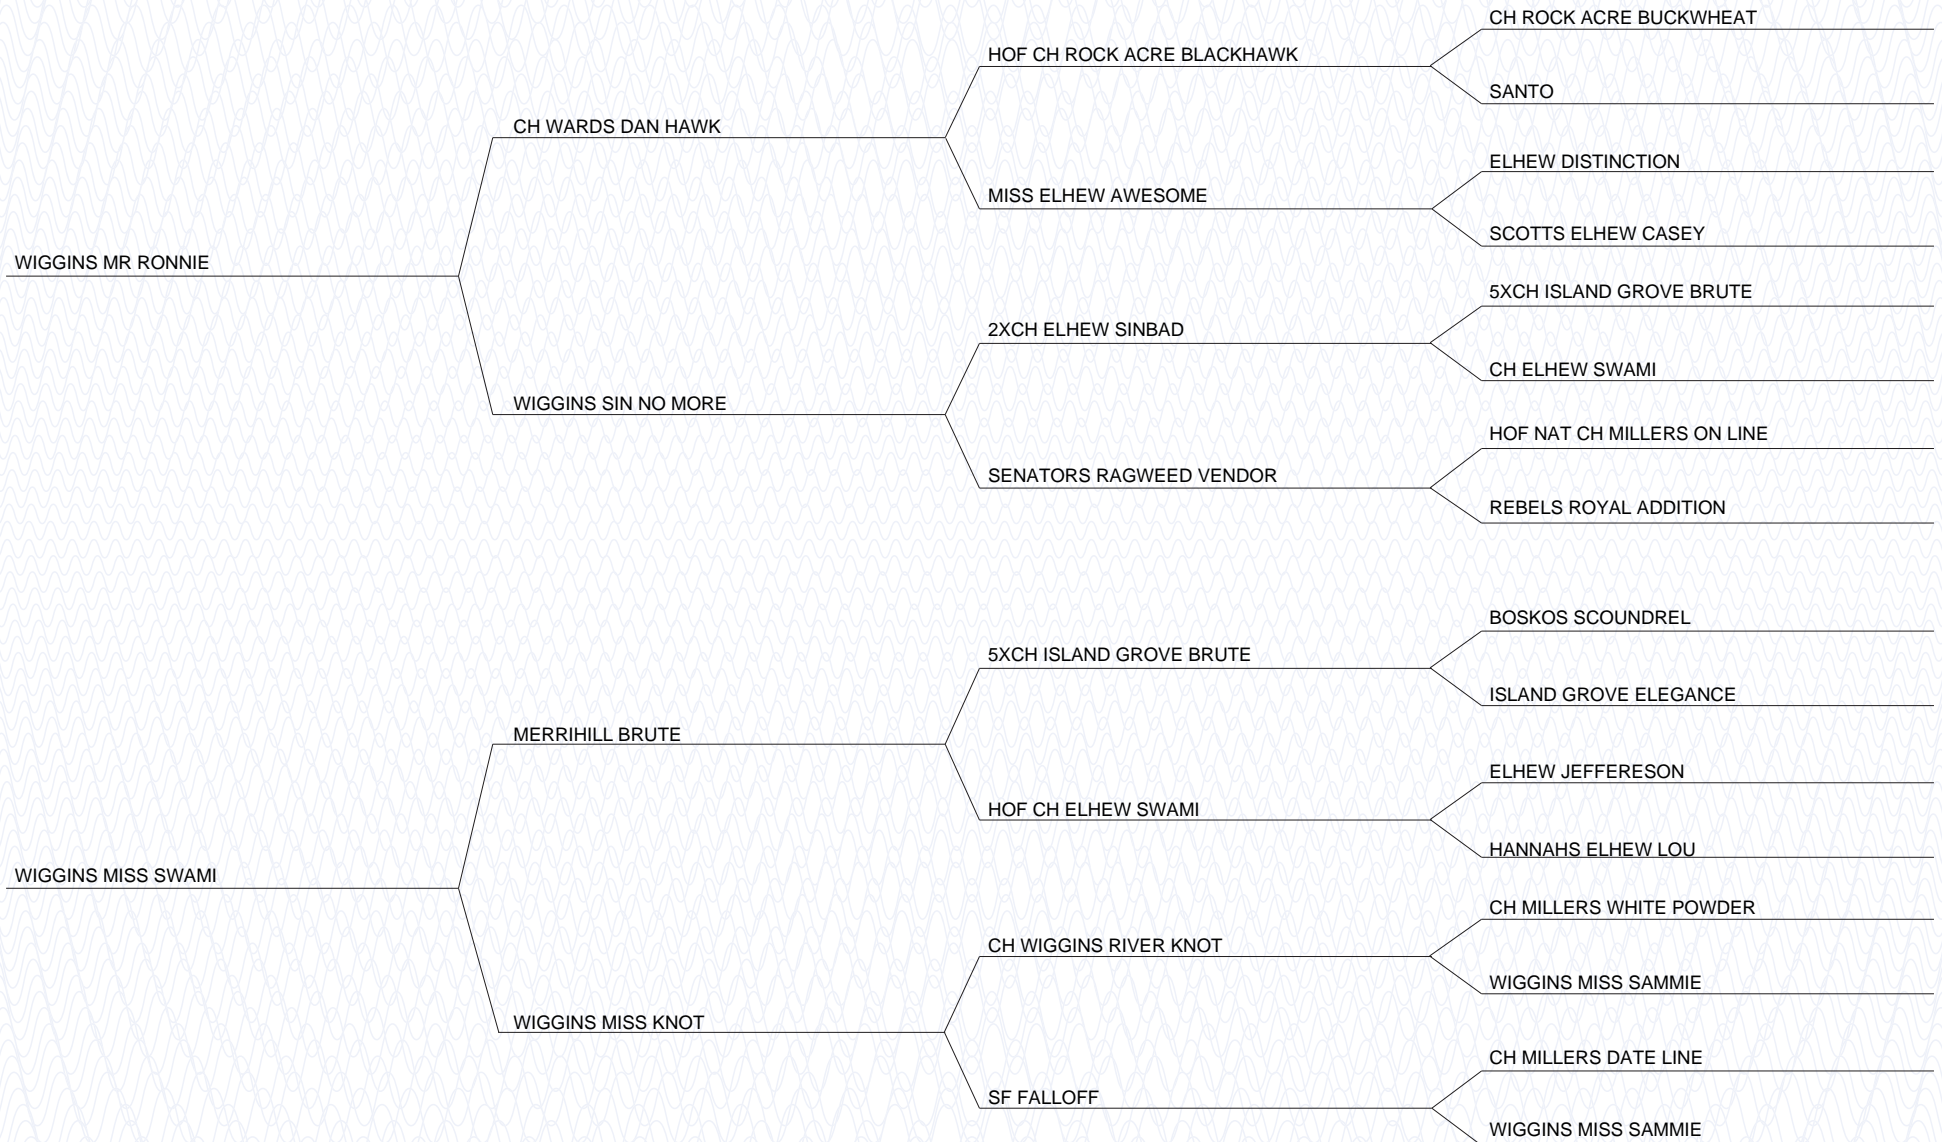 CH ROCK ACRE BUCKWHEAT
HOF CH ROCK ACRE BLACKHAWK
SANTO
CH WARDS DAN HAWK
ELHEW DISTINCTION
MISS ELHEW AWESOME
SCOTTS ELHEW CASEY
WIGGINS MR RONNIE
5XCH ISLAND GROVE BRUTE
2XCH ELHEW SINBAD
CH ELHEW SWAMI
WIGGINS SIN NO MORE
HOF NAT CH MILLERS ON LINE
SENATORS RAGWEED VENDOR
REBELS ROYAL ADDITION
BOSKOS SCOUNDREL
5XCH ISLAND GROVE BRUTE
ISLAND GROVE ELEGANCE
MERRIHILL BRUTE
ELHEW JEFFERESON
HOF CH ELHEW SWAMI
HANNAHS ELHEW LOU
WIGGINS MISS SWAMI
CH MILLERS WHITE POWDER
CH WIGGINS RIVER KNOT
WIGGINS MISS SAMMIE
WIGGINS MISS KNOT
CH MILLERS DATE LINE
SF FALLOFF
WIGGINS MISS SAMMIE